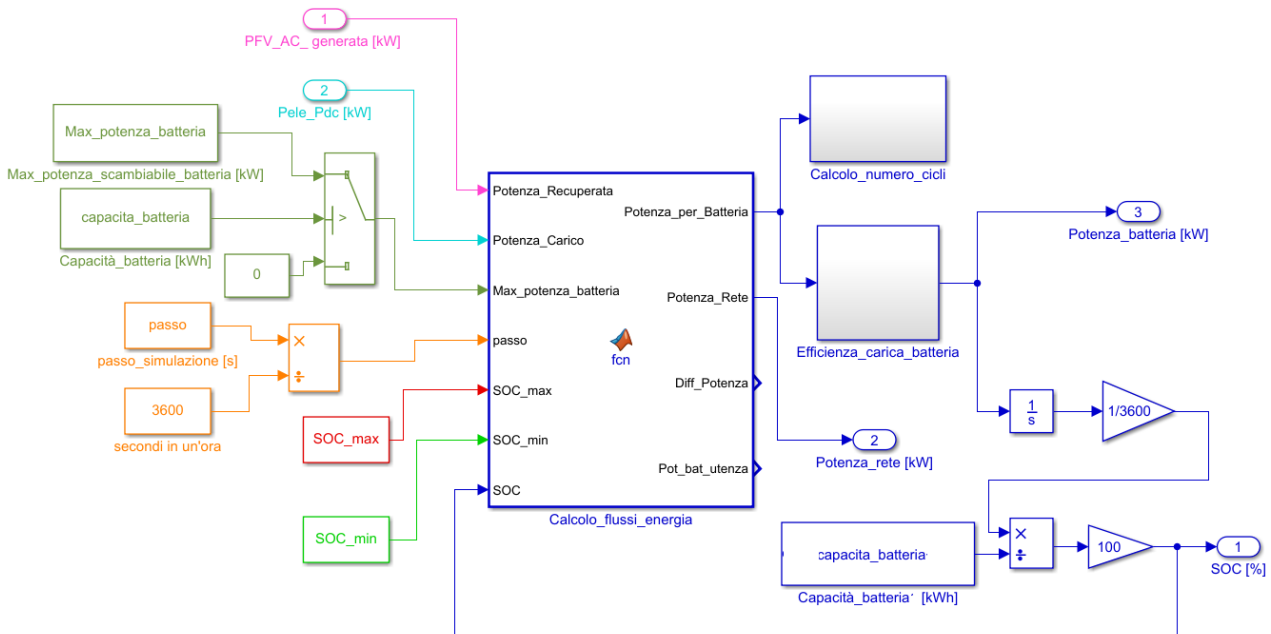 1
PFV_AC_ generata [kW]
2
Pele_Pdc [kW]
Max_potenza_batteria
Max_potenza_scambiabile_batteria [kW]
capacita_batteria
Capacità_batteria [kWh]
>
0
passo
passo_simulazione [s]
×
÷
3600
secondi in un'ora
SOC_max
SOC_min
Potenza_Recuperata
Potenza_Carico
Max_potenza_batteria
passo
SOC_max
SOC_min
SOC
fcn
Potenza_per_Batteria
Potenza_Rete
Diff_Potenza
Pot_bat_utenza
Calcolo_flussi_energia
Calcolo_numero_cicli
Efficienza_carica_batteria
3
Potenza_batteria [kW]
2
Potenza_rete [kW]
1
s
1/3600
capacita_batteria
Capacità_batteria' [kWh]
×
÷
100
1
SOC [%]